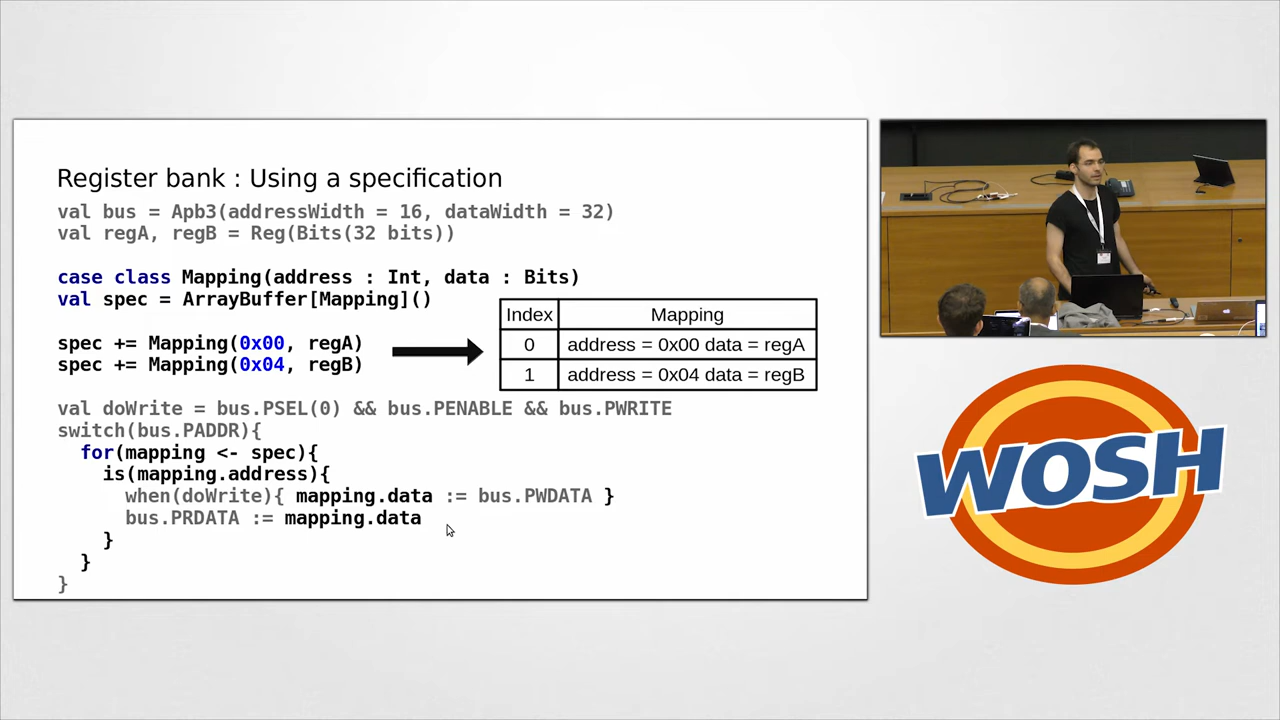 Register bank : Using a specification
val bus = Apb3(addressWidth = 16, dataWidth = 32)
val regA, regB = Reg(Bits(32 bits))
case class Mapping(address : Int, data : Bits)
val spec = ArrayBuffer[Mapping]()
spec += Mapping(0x00, regA)
spec += Mapping(0x04, regB)
Index Mapping
0 address = 0x00 data = regA
1 address = 0x04 data = regB
val doWrite = bus.PSEL(0) && bus.PENABLE && bus.PWRITE
switch(bus.PADDR){
for(mapping <- spec){
is(mapping.address){
when(doWrite){ mapping.data := bus.PWDATA }
bus.PRDATA := mapping.data
}
}
}
WOSH